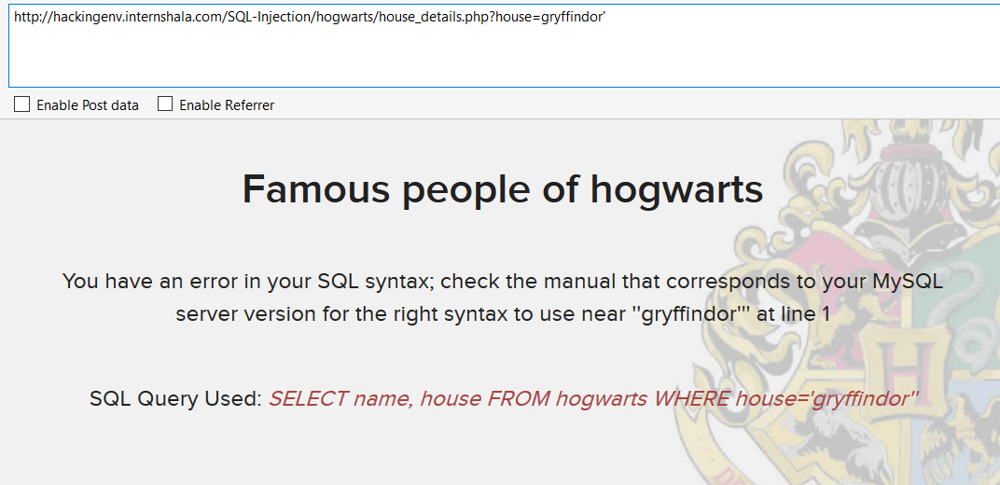 http://hackingenv.internshala.com/SQL-Injection/hogwarts/house_details.php?house=gryffindor'
Enable Post data Enable Referrer
Famous people of hogwarts
You have an error in your SQL syntax; check the manual that corresponds to your MySQL
server version for the right syntax to use near ''gryffindor''' at line 1
SQL Query Used: SELECT name, house FROM hogwarts WHERE house='gryffindor''
H